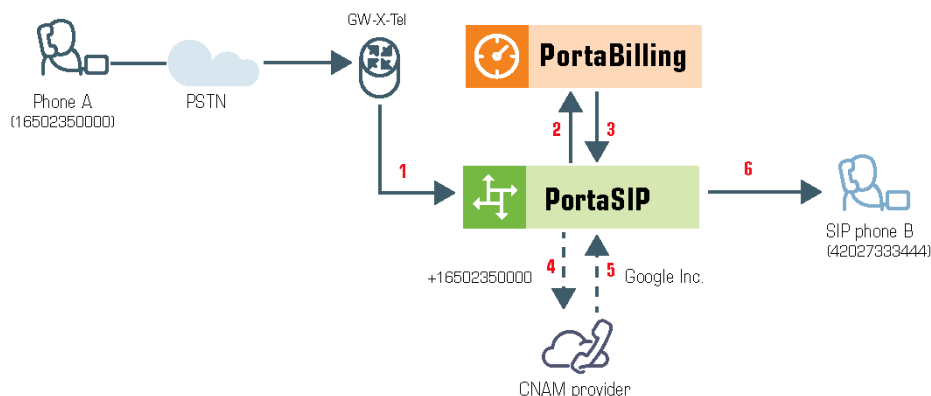 GW-X-Tel
PortaBilling
Phone A
(16502350000)
PSTN
2
3
1
6
PortaSIP
SIP phone B
(42027333444)
+16502350000
4
5
Google Inc.
CNAM provider